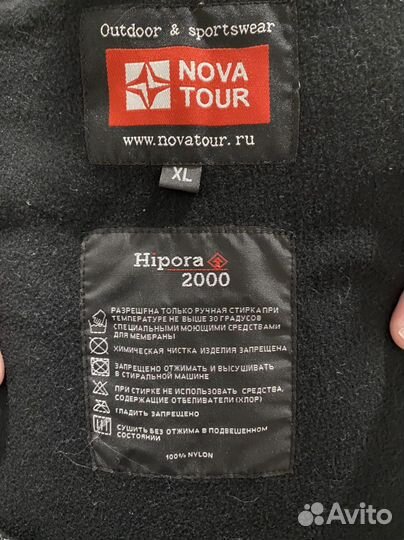 Outdoor & sportswear
NOVA
TOUR
www.novatour.ru
XL
Hipora
2000
РАЗРЕШЕНА ТОЛЬКО РУЧНАЯ СТИРКА ПРИ
ТЕМПЕРАТУРЕ НЕ ВЫШЕ 30 ГРАДУСОВ
СПЕЦИАЛЬНЫМИ МОЮЩИМИ СРЕДСТВАМИ
ДЛЯ МЕМБРАНЫ
ХИМИЧЕСКАЯ ЧИСТКА ИЗДЕЛИЯ ЗАПРЕЩЕНА
ЗАПРЕЩЕНО ОТЖИМАТЬ И ВЫСУШИВАТЬ
В СТИРАЛЬНОЙ МАШИНЕ
ПРИ СТИРКЕ НЕ ИСПОЛЬЗОВАТЬ СРЕДСТВА,
СОДЕРЖАЩИЕ ОТБЕЛИВАТЕЛИ (ХЛОР)
ГЛАДИТЬ ЗАПРЕЩЕНО
СУШИТЬ БЕЗ ОТЖИМА В ПОДВЕШЕННОМ
СОСТОЯНИИ
100% NYLON
Avito